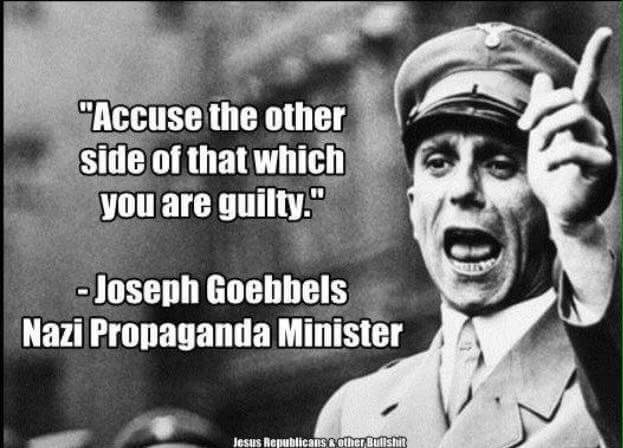 "Accuse the other
side of that which
you are guilty."
- Joseph Goebbels
Nazi Propaganda Minister
Jesus Republicans & other Bullshit